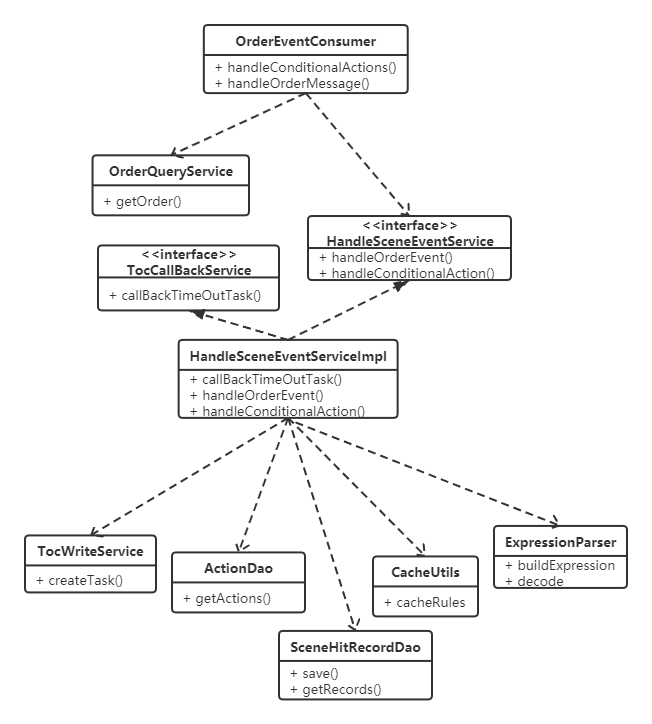 OrderEventConsumer
+ handleConditionalActions()
+ handleOrderMessage()
OrderQueryService
+ getOrder()
<<interface>>
HandleSceneEventService
+ handleOrderEvent()
+ handleConditionalAction()
<<interface>>
TocCallBackService
+ callBackTimeOutTask()
HandleSceneEventServiceImpl
+ callBackTimeOutTask()
+ handleOrderEvent()
+ handleConditionalAction()
TocWriteService
+ createTask()
ActionDao
+ getActions()
CacheUtils
+ cacheRules
ExpressionParser
+ buildExpression
+ decode
SceneHitRecordDao
+ save()
+ getRecords()